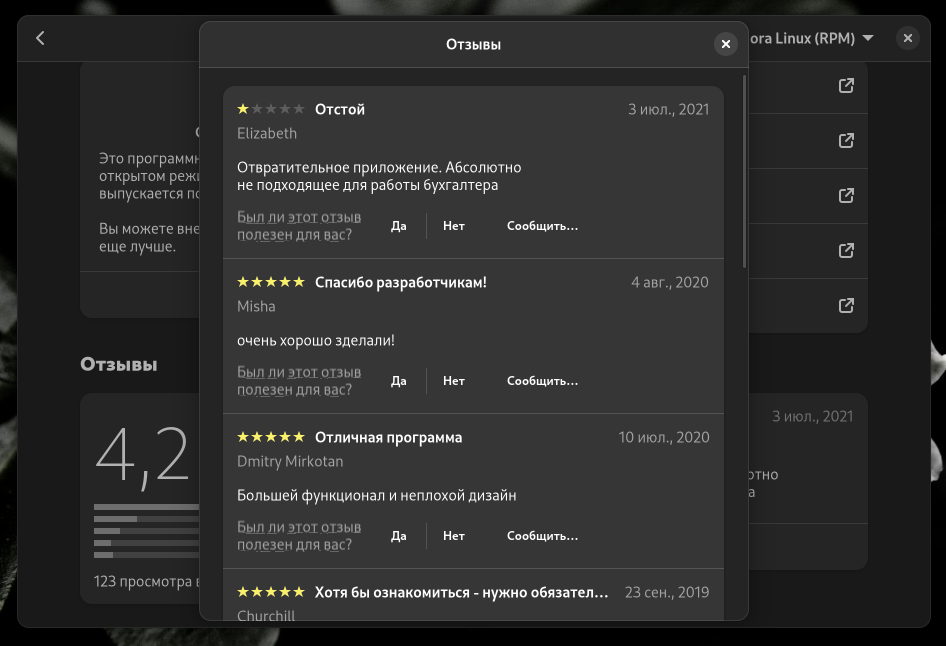 Отзывы
ora Linux (RPM)
Это программн
открытом режи
выпускается по
Вы можете вне
еще лучше.
Отзывы
4,2
123 просмотра в
3 июл., 2021
отно
а
Отстой
3 июл., 2021
Elizabeth
Отвратительное приложение. Абсолютно
не подходящее для работы бухгалтера
Был ли этот отзыв
полезен для вас?
Да
Нет
Сообщить…
Спасибо разработчикам!
4 авг., 2020
Misha
очень хорошо зделали!
Был ли этот отзыв
полезен для вас?
Да
Нет
Сообщить…
Отличная программа
10 июл., 2020
Dmitry Mirkotan
Большей функционал и неплохой дизайн
Был ли этот отзыв
полезен для вас?
Да
Нет
Сообщить…
Хотя бы ознакомиться - нужно обязател…
23 сен., 2019
Churchill